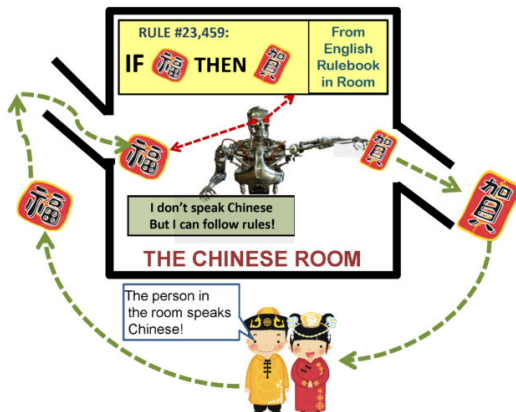 RULE #23,459:
IF 福 THEN 賀
From
English
Rulebook
in Room
福
賀
福
賀
I don't speak Chinese
But I can follow rules!
THE CHINESE ROOM
The person in
the room speaks
Chinese!